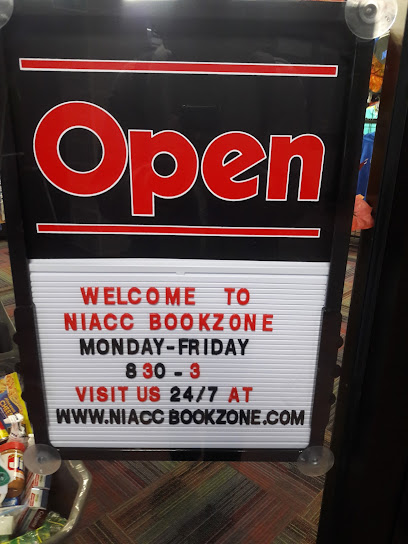 Open
WELCOME TO
NIACC BOOKZONE
MONDAY-FRIDAY
8 30 - 3
VISIT US 24/7 AT
WWW.NIACC BOOKZONE.COM